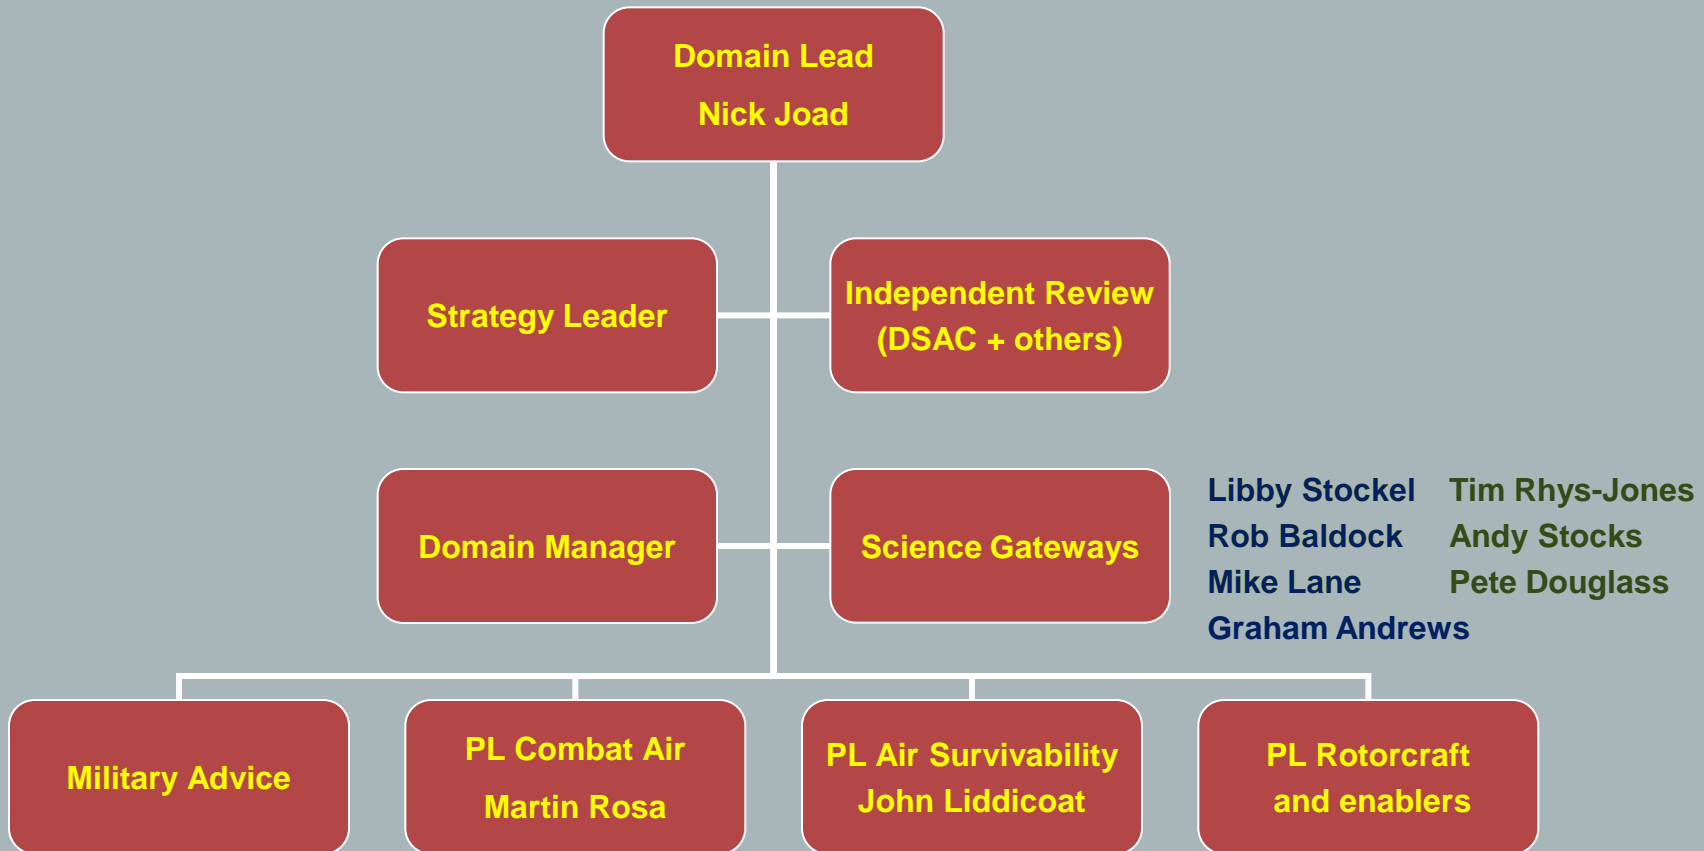 Domain Lead
Nick Joad
Strategy Leader
Independent Review
(DSAC + others)
Domain Manager
Science Gateways
Libby Stockel
Rob Baldock
Mike Lane
Graham Andrews
Tim Rhys-Jones
Andy Stocks
Pete Douglass
Military Advice
PL Combat Air
Martin Rosa
PL Air Survivability
John Liddicoat
PL Rotorcraft
and enablers